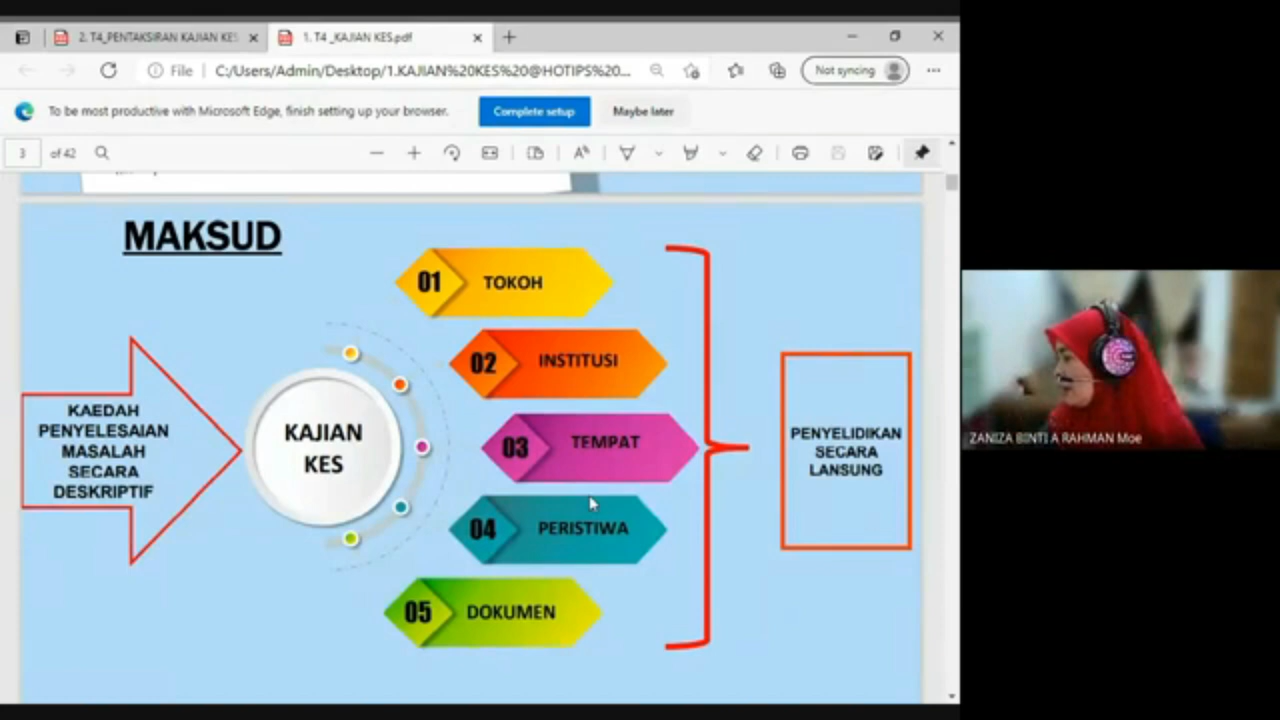 2. T4_PENTAKSIRAN KAJIAN KES
1. T4 _KAJIAN KES.pdf
File
C:/Users/Admin/Desktop/1.KAJIAN%20KES%20@HOTIPS%20...
Not syncing
To be most productive with Microsoft Edge, finish setting up your browser.
Complete setup
Maybe later
3 of 42
MAKSUD
KAEDAH
PENYELESAIAN
MASALAH
SECARA
DESKRIPTIF
KAJIAN
KES
01 TOKOH
02 INSTITUSI
03 TEMPAT
04 PERISTIWA
05 DOKUMEN
PENYELIDIKAN
SECARA
LANSUNG
ZANIZA BINTI A RAHMAN Moe